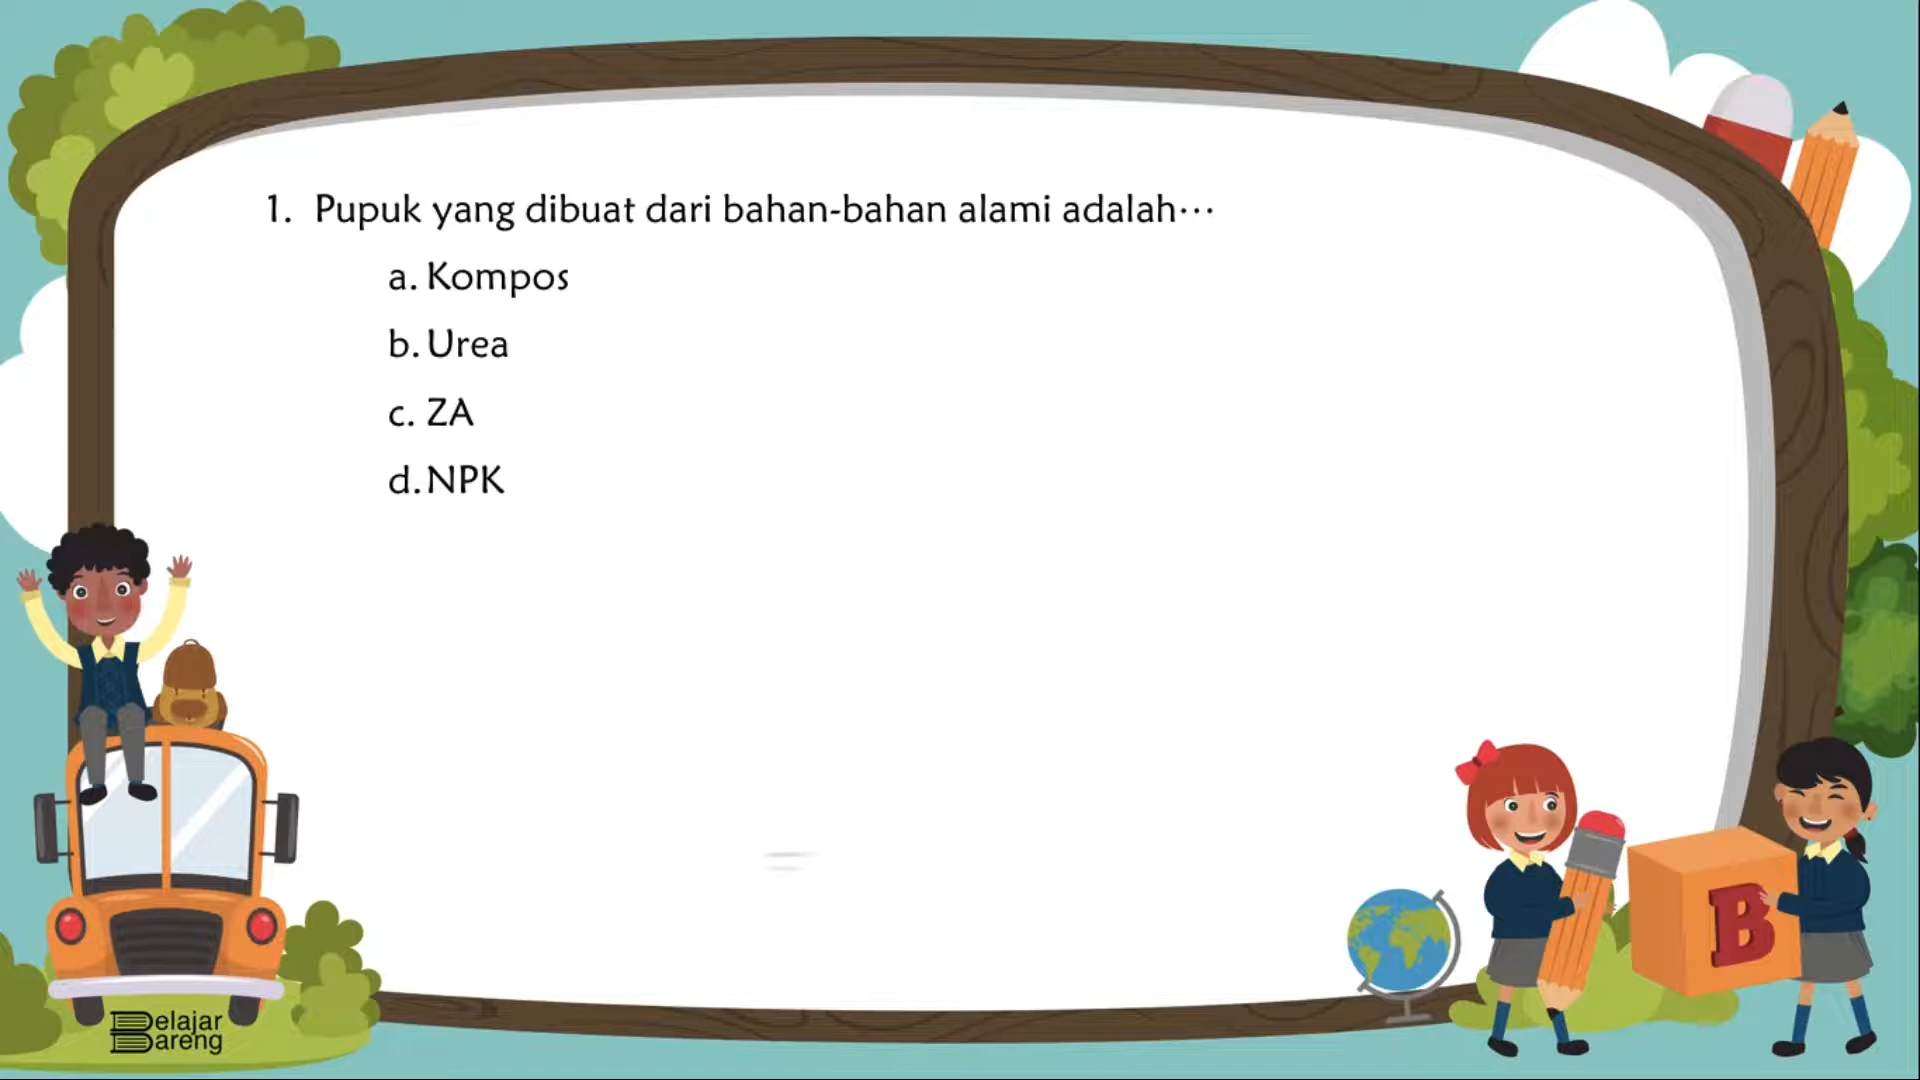 1. Pupuk yang dibuat dari bahan-bahan alami adalah…
a. Kompos
b. Urea
c. ZA
d. NPK
B
Belajar
Bareng